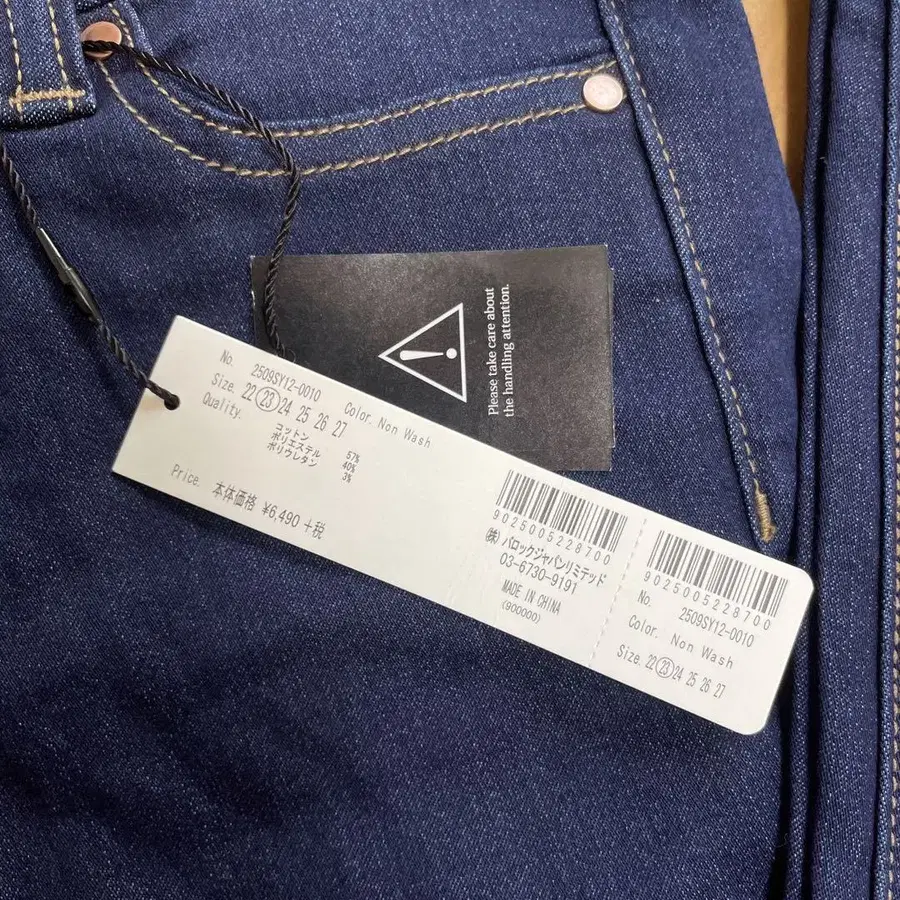 Please take care about
the handling attention.
No. 2509SY12-0010
Size. 22 23 24 25 26 27 Color. Non Wash
Quality.
コットン 57%
ポリエステル 40%
ポリウレタン 3%
Price. 本体価格 ¥6,490 +税
9025005228700
㈱ バロックジャパンリミテッド
03-6730-9191
MADE IN CHINA
(900000)
9025005228700
No. 2509SY12-0010
Color. Non Wash
Size. 22 23 24 25 26 27